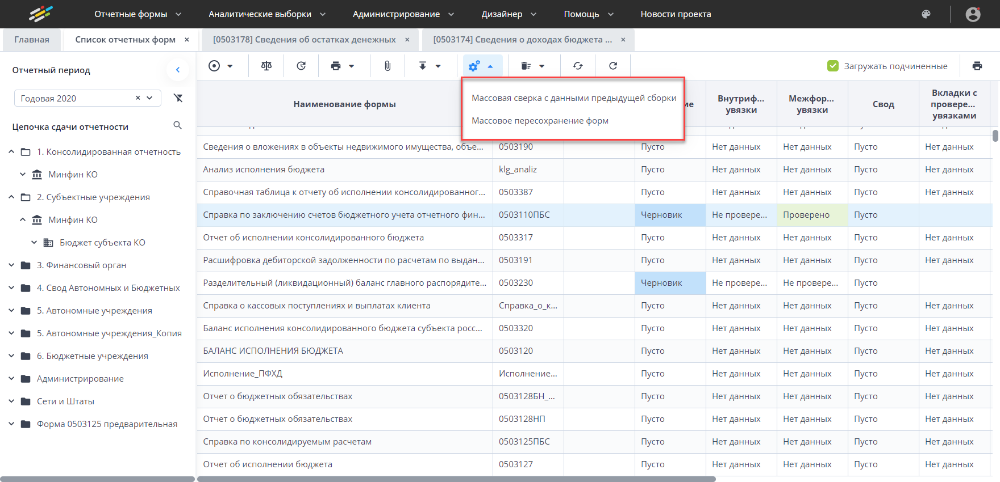 Отчетные формы Аналитические выборки Администрирование Дизайнер Помощь Новости проекта
Главная Список отчетных форм [0503178] Сведения об остатках денежных [0503174] Сведения о доходах бюджета ...
Отчетный период
Загружать подчиненные
Годовая 2020
Массовая сверка с данными предыдущей сборки
Массовое пересохранение форм
Цепочка сдачи отчетности
1. Консолидированная отчетность
Минфин КО
2. Субъектные учреждения
Минфин КО
Бюджет субъекта КО
3. Финансовый орган
4. Свод Автономных и Бюджетных
5. Автономные учреждения
5. Автономные учреждения_Копия
6. Бюджетные учреждения
Администрирование
Сети и Штаты
Форма 0503125 предварительная
Наименование формы ие Внутриф... увязки Межфор... увязки Свод Вкладки с провере... увязками
Сведения о вложениях в объекты недвижимого имущества, объе... 0503190 Пусто Нет данных Нет данных Пусто Нет данных
Анализ исполнения бюджета klg_analiz Пусто Нет данных Нет данных Пусто Нет данных
Справочная таблица к отчету об исполнении консолидированног... 0503387 Пусто Нет данных Нет данных Пусто Нет данных
Справка по заключению счетов бюджетного учета отчетного фин... 0503110ПБС Черновик Не провере... Проверено Пусто
Отчет об исполнении консолидированного бюджета 0503317 Пусто Нет данных Нет данных Пусто Нет данных
Расшифровка дебиторской задолженности по расчетам по выдан... 0503191 Пусто Нет данных Нет данных Пусто Нет данных
Разделительный (ликвидационный) баланс главного распорядите... 0503230 Черновик Не провере... Не провере... Пусто
Справка о кассовых поступлениях и выплатах клиента Справка_о_к... Пусто Нет данных Нет данных Пусто Нет данных
Баланс исполнения консолидированного бюджета субъекта росс... 0503320 Пусто Нет данных Нет данных Пусто Нет данных
БАЛАНС ИСПОЛНЕНИЯ БЮДЖЕТА 0503120 Пусто Нет данных Нет данных Пусто Нет данных
Исполнение_ПФХД Исполнение... Пусто Нет данных Нет данных Пусто Нет данных
Отчет о бюджетных обязательствах 0503128БН_... Пусто Нет данных Нет данных Пусто Нет данных
Отчет о бюджетных обязательствах 0503128НП Пусто Нет данных Нет данных Пусто Нет данных
Справка по консолидируемым расчетам 0503125ПБС Пусто Нет данных Нет данных Пусто Нет данных
Отчет об исполнении бюджета 0503127 Пусто Нет данных Нет данных Пусто Нет данных